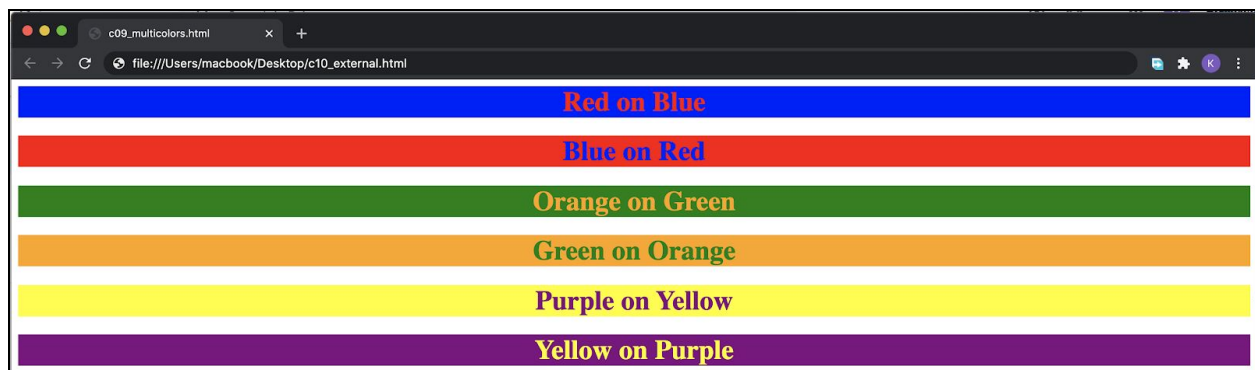 c09_multicolors.html
file:///Users/macbook/Desktop/c10_external.html
K
Red on Blue
Blue on Red
Orange on Green
Green on Orange
Purple on Yellow
Yellow on Purple